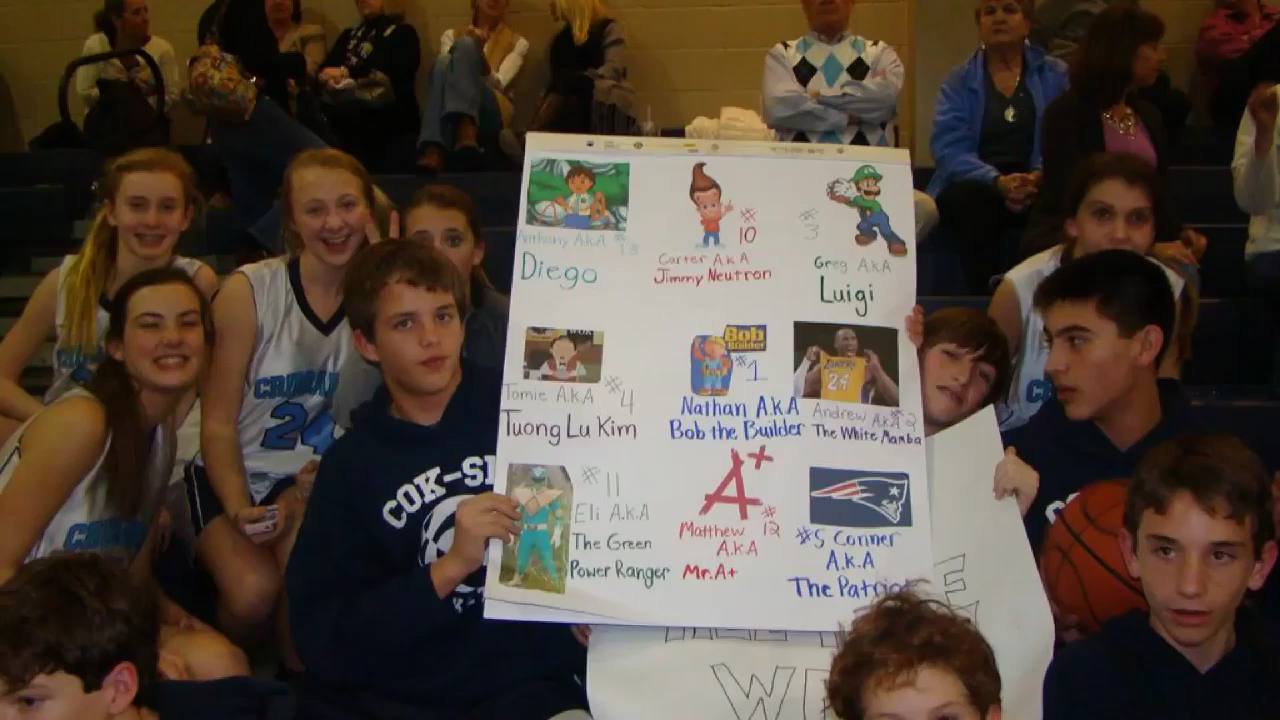 Anthony A.K.A #13
Diego
#10
Carter A.K.A
Jimmy Neutron
#3
Greg A.K.A
Luigi
Tomie A.K.A #4
Tuong Lu Kim
Bob
the Builder
#1
Nathan A.K.A
Bob the Builder
LAKERS
24
Andrew A.K.A #2
The White Mamba
#11
Eli A.K.A
The Green
Power Ranger
A+
Matthew #12
A.K.A
Mr. A+
#5 Conner
A.K.A
The Patriot
COK-S
CRUSA
24
WE